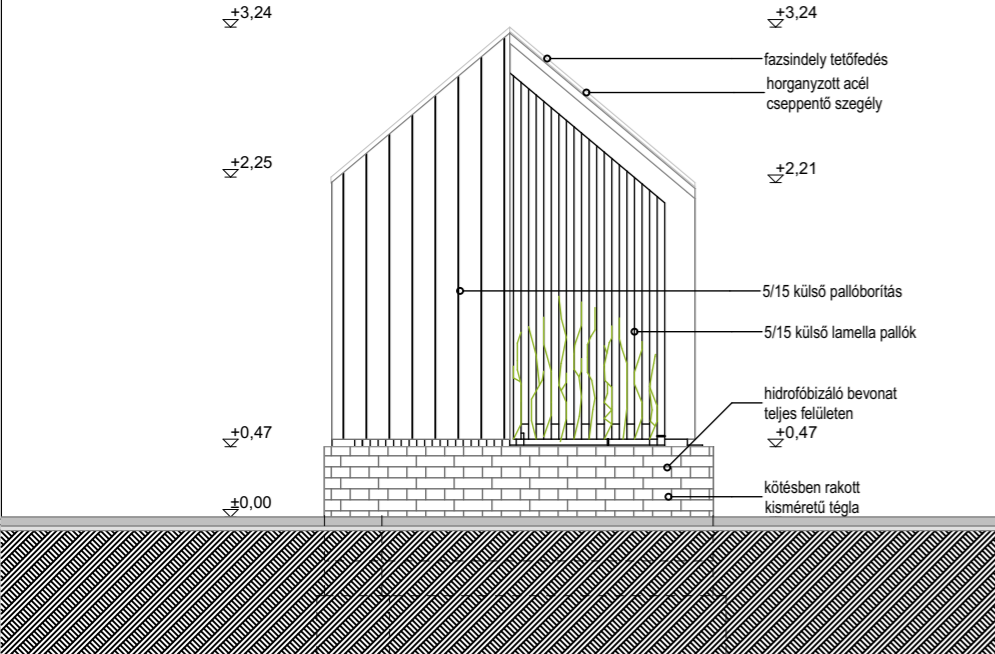 +3,24
+3,24
fazsindely tetőfedés
horganyzott acél
cseppentő szegély
+2,25
+2,21
5/15 külső pallóborítás
5/15 külső lamella pallók
hidrofóbizáló bevonat
teljes felületen
+0,47
+0,47
kötésben rakott
kisméretű tégla
±0,00